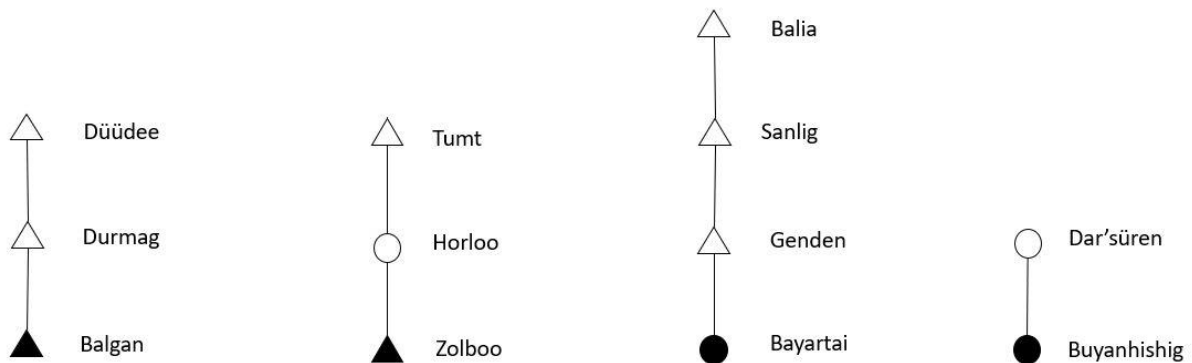 Balia
Düüdee
Tumt
Sanlig
Durmag
Horloo
Genden
Dar'süren
Balgan
Zolboo
Bayartai
Buyanhishig